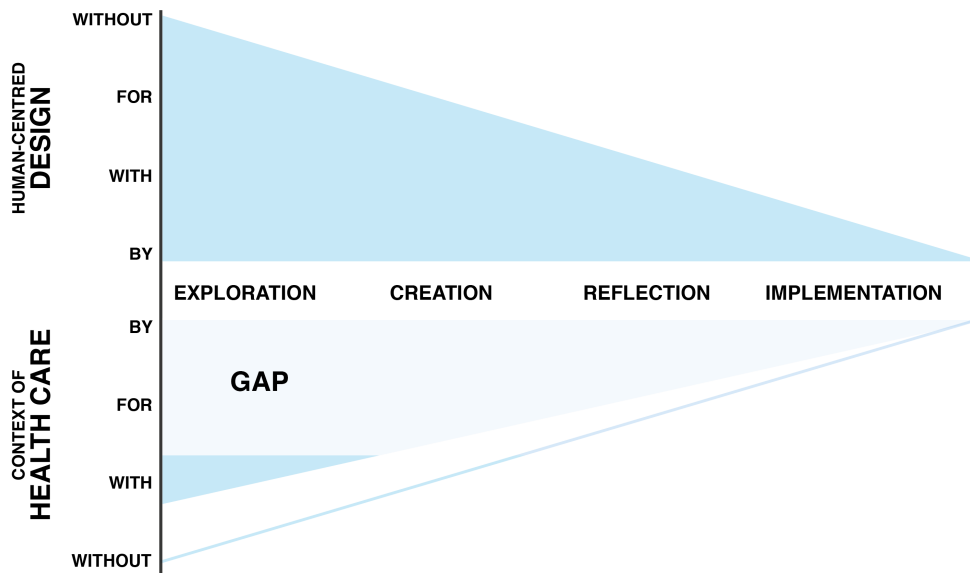 HUMAN-CENTRED
DESIGN
WITHOUT
FOR
WITH
BY
EXPLORATION
CREATION
REFLECTION
IMPLEMENTATION
CONTEXT OF
HEALTH CARE
BY
GAP
FOR
WITH
WITHOUT